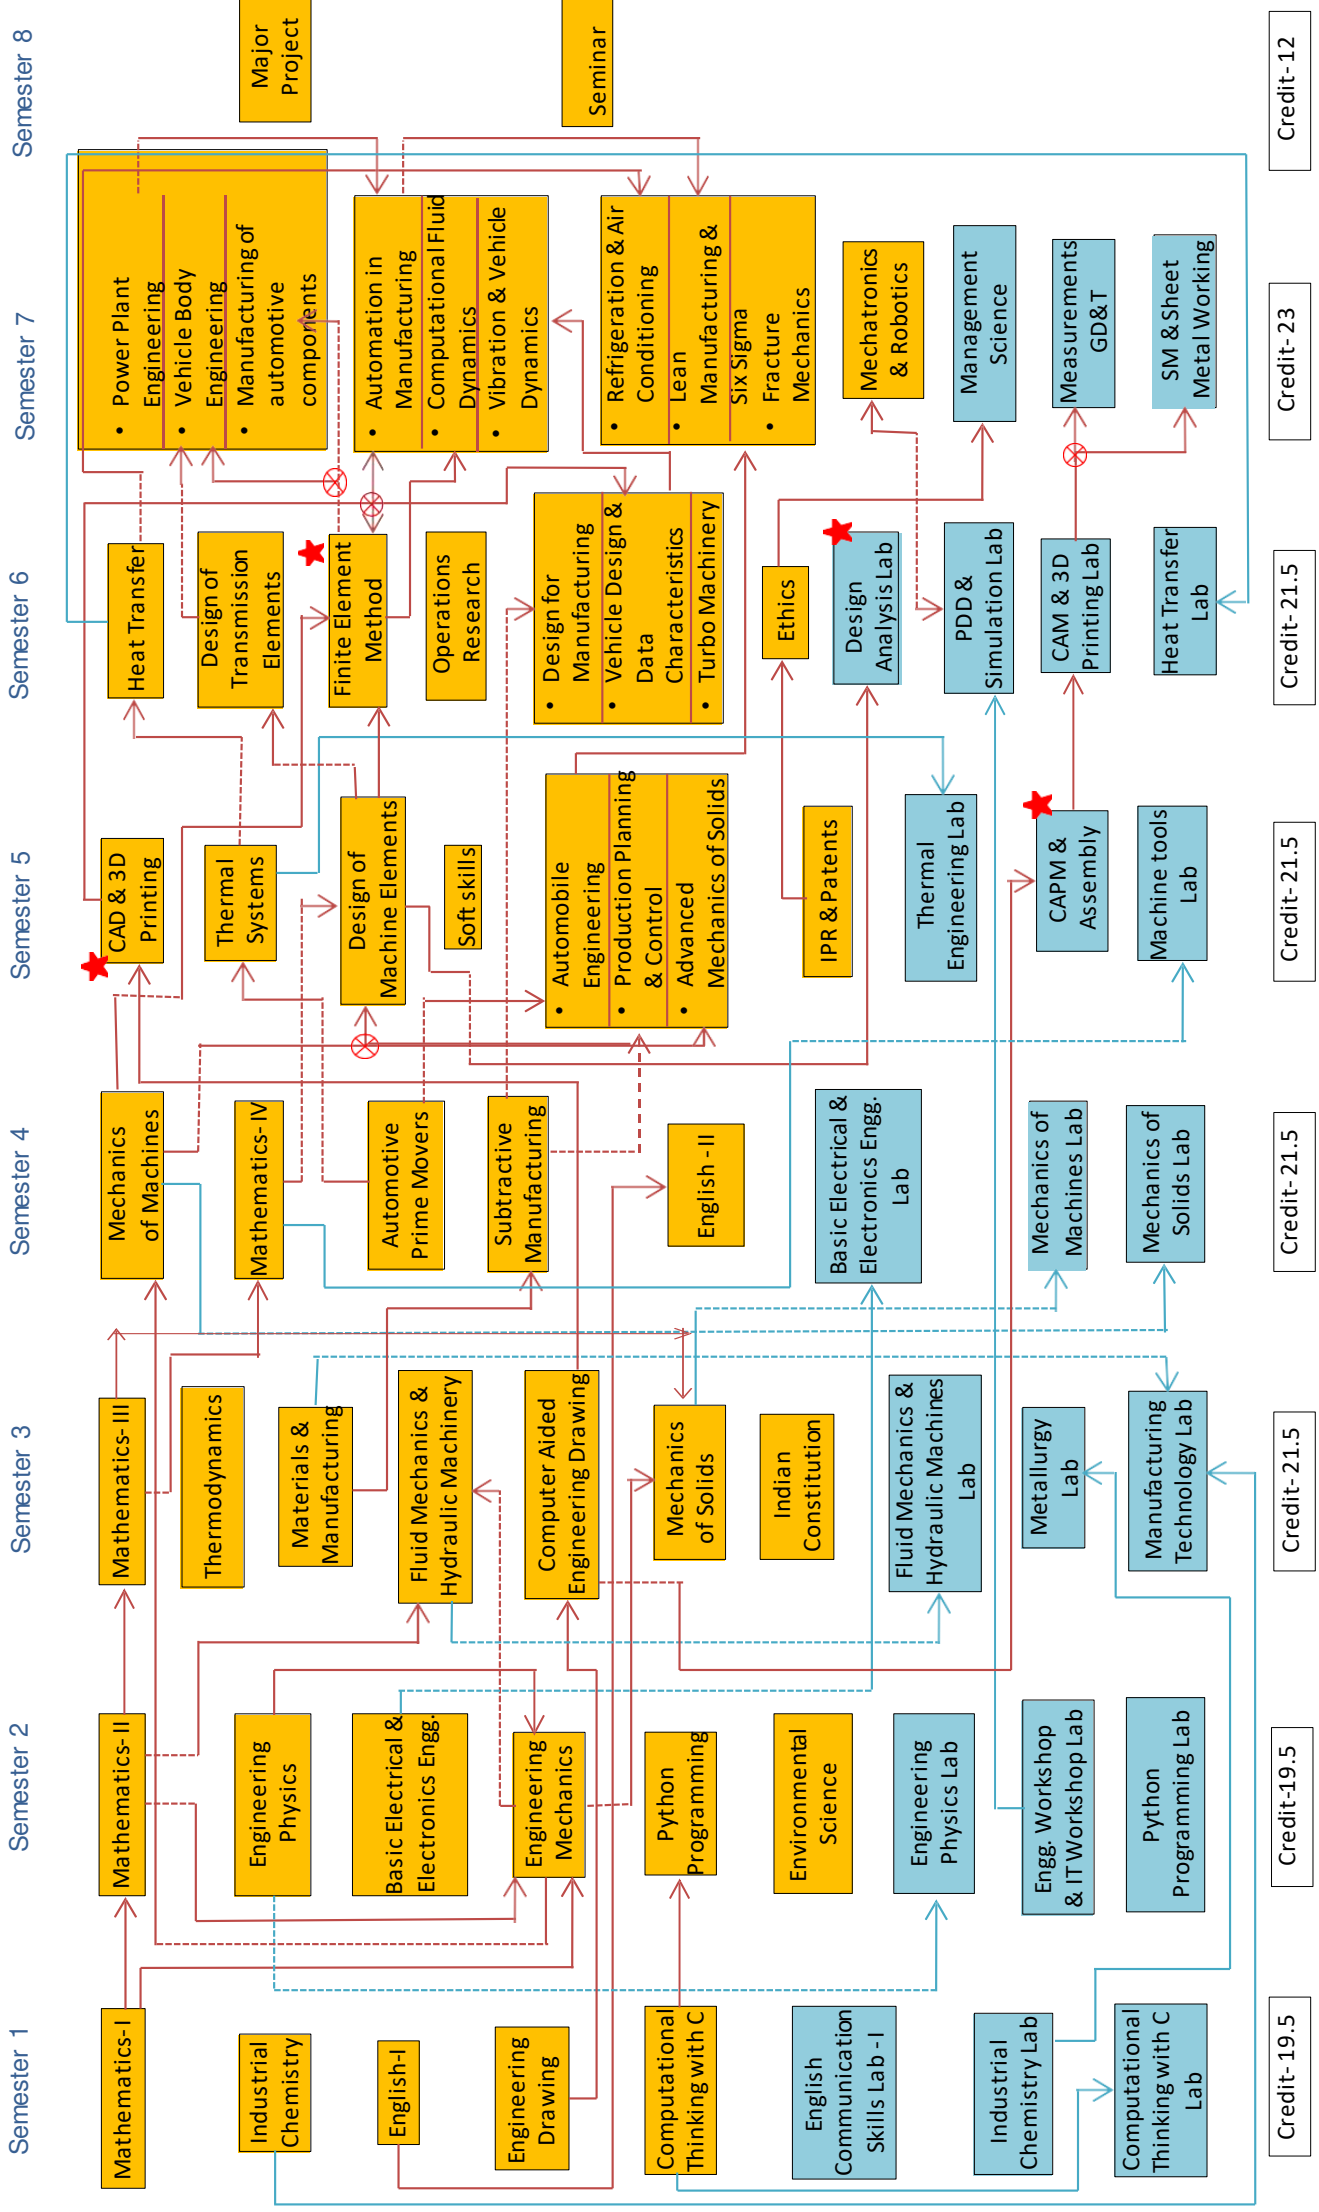 Semester 1
Mathematics- I
Industrial
Chemistry
English-I
Engineering
Drawing
Computational
Thinking with C
English
Communication
Skills Lab - I
Industrial
Chemistry Lab
Computational
Thinking with C
Lab
Credit-19.5
Semester 2
Mathematics- II
Engineering
Physics
Basic Electrical &
Electronics Engg.
Engineering
Mechanics
Python
Programming
Environmental
Science
Engineering
Physics Lab
Engg. Workshop
& IT Workshop Lab
Python
Programming Lab
Credit-19.5
Semester 3
Mathematics- III
Thermodynamics
Materials &
Manufacturing
Fluid Mechanics &
Hydraulic Machinery
Computer Aided
Engineering Drawing
Mechanics
of Solids
Indian
Constitution
Fluid Mechanics &
Hydraulic Machines
Lab
Metallurgy
Lab
Manufacturing
Technology Lab
Credit- 21.5
Semester 4
Mechanics
of Machines
Mathematics- IV
Automotive
Prime Movers
Subtractive
Manufacturing
English - II
Basic Electrical &
Electronics Engg.
Lab
Mechanics of
Machines Lab
Mechanics of
Solids Lab
Credit- 21.5
Semester 5
CAD & 3D
Printing
Thermal
Systems
Design of
Machine Elements
Soft skills
• Automobile
Engineering
• Production Planning
& Control
• Advanced
Mechanics of Solids
IPR & Patents
Thermal
Engineering Lab
CAPM &
Assembly
Machine tools
Lab
Credit- 21.5
Semester 6
Heat Transfer
Design of
Transmission
Elements
Finite Element
Method
Operations
Research
• Design for
Manufacturing
• Vehicle Design &
Data
Characteristics
• Turbo Machinery
Ethics
Design
Analysis Lab
PDD &
Simulation Lab
CAM & 3D
Printing Lab
Heat Transfer
Lab
Credit- 21.5
Semester 7
• Power Plant
Engineering
• Vehicle Body
Engineering
• Manufacturing of
automotive
components
• Automation in
Manufacturing
• Computational Fluid
Dynamics
• Vibration & Vehicle
Dynamics
• Refrigeration & Air
Conditioning
• Lean
Manufacturing &
Six Sigma
• Fracture
Mechanics
Mechatronics
& Robotics
Management
Science
Measurements
GD&T
SM & Sheet
Metal Working
Credit- 23
Semester 8
Major
Project
Seminar
Credit- 12